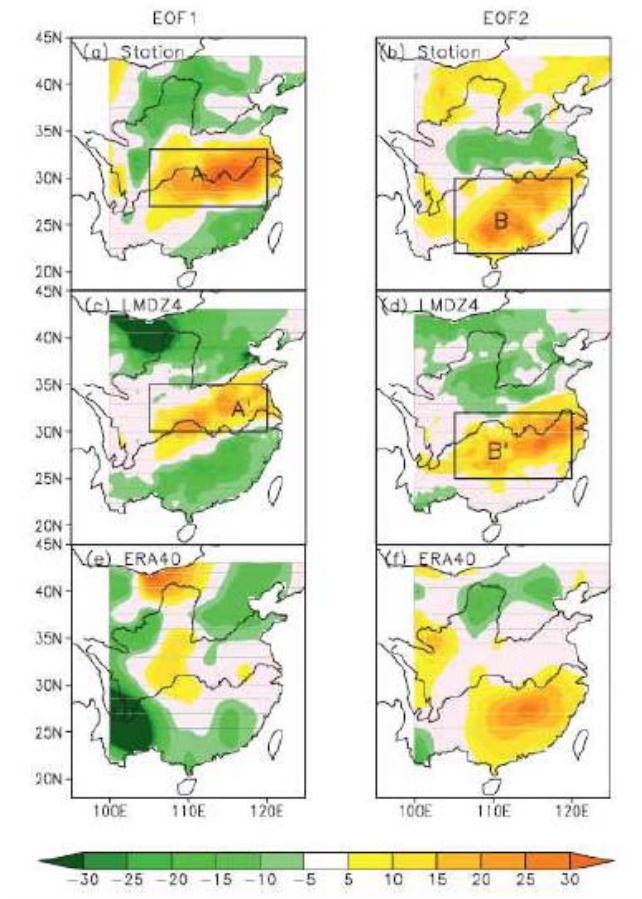 EOF1 EOF2
45N
(a) Station (b) Station
40N
35N
A
30N
B
25N
20N
45N
(c) LMDZ4 (d) LMDZ4
40N
35N
A'
30N
B'
25N
20N
45N
(e) ERA40 (f) ERA40
40N
35N
30N
25N
20N
100E 110E 120E 100E 110E 120E
-30 -25 -20 -15 -10 -5 5 10 15 20 25 30